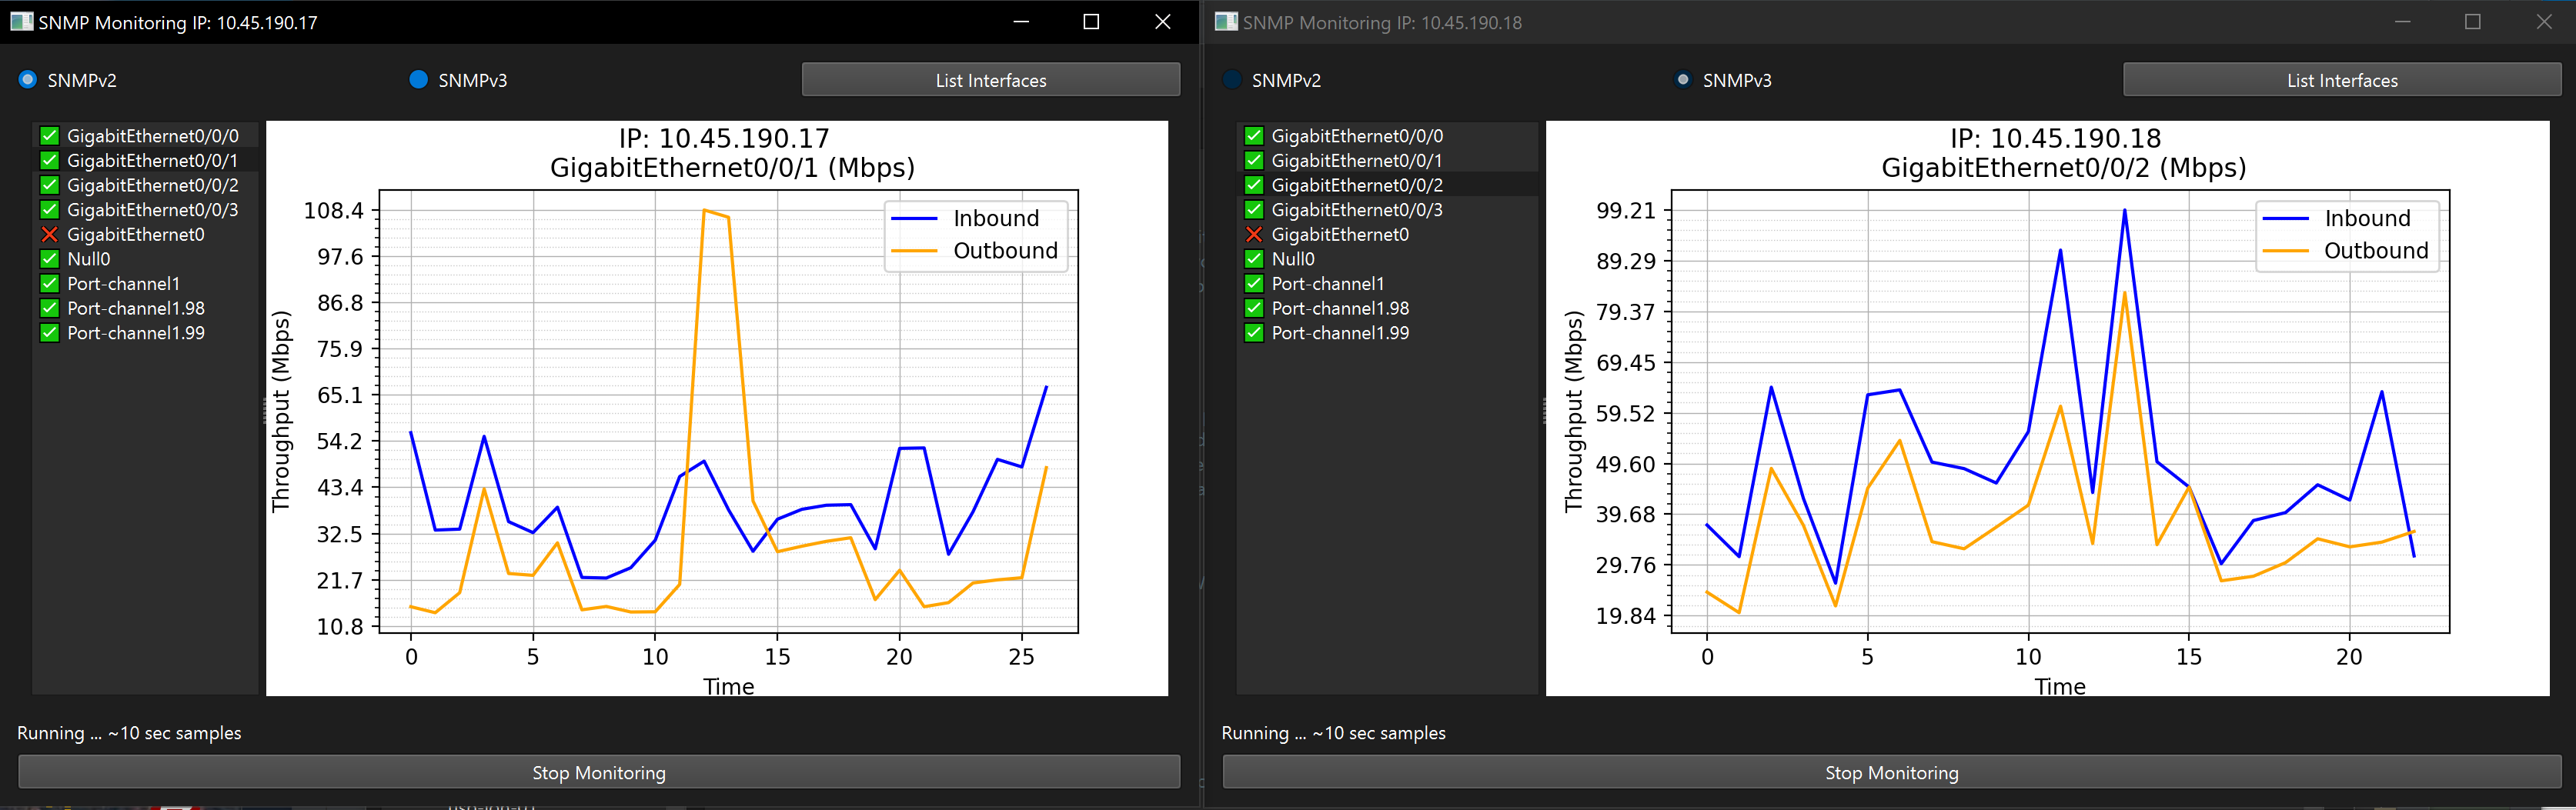 SNMP Monitoring IP: 10.45.190.17
SNMPv2
SNMPv3
List Interfaces
GigabitEthernet0/0/0
GigabitEthernet0/0/1
GigabitEthernet0/0/2
GigabitEthernet0/0/3
GigabitEthernet0
Null0
Port-channel1
Port-channel1.98
Port-channel1.99
IP: 10.45.190.17
GigabitEthernet0/0/1 (Mbps)
Inbound
Outbound
Throughput (Mbps)
108.4
97.6
86.8
75.9
65.1
54.2
43.4
32.5
21.7
10.8
0 5 10 15 20 25
Time
Running ... ~10 sec samples
Stop Monitoring
SNMP Monitoring IP: 10.45.190.18
SNMPv2
SNMPv3
List Interfaces
GigabitEthernet0/0/0
GigabitEthernet0/0/1
GigabitEthernet0/0/2
GigabitEthernet0/0/3
GigabitEthernet0
Null0
Port-channel1
Port-channel1.98
Port-channel1.99
IP: 10.45.190.18
GigabitEthernet0/0/2 (Mbps)
Inbound
Outbound
Throughput (Mbps)
99.21
89.29
79.37
69.45
59.52
49.60
39.68
29.76
19.84
0 5 10 15 20
Time
Running ... ~10 sec samples
Stop Monitoring